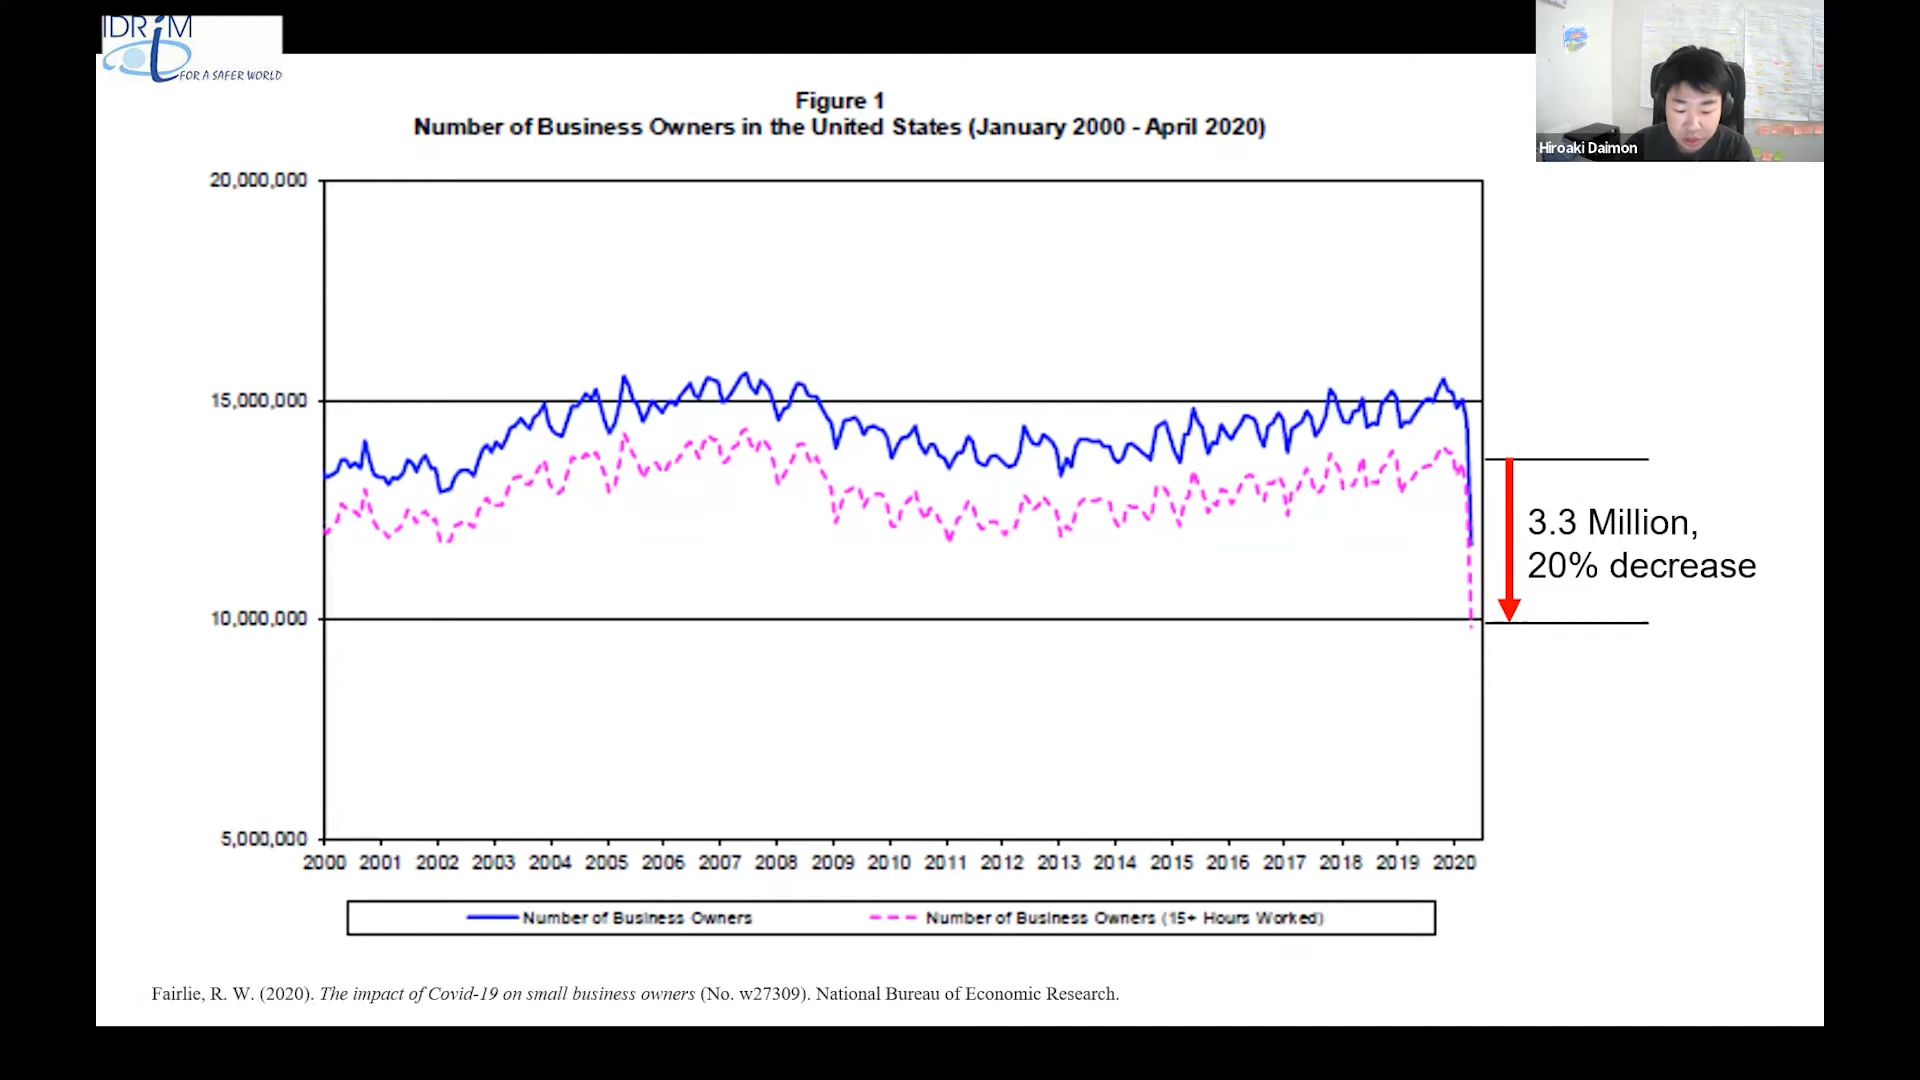 IDRiM
FOR A SAFER WORLD
Hiroaki Daimon
Figure 1
Number of Business Owners in the United States (January 2000 - April 2020)
20,000,000
15,000,000
10,000,000
5,000,000
3.3 Million,
20% decrease
2000 2001 2002 2003 2004 2005 2006 2007 2008 2009 2010 2011 2012 2013 2014 2015 2016 2017 2018 2019 2020
Number of Business Owners
Number of Business Owners (15+ Hours Worked)
Fairlie, R. W. (2020). The impact of Covid-19 on small business owners (No. w27309). National Bureau of Economic Research.